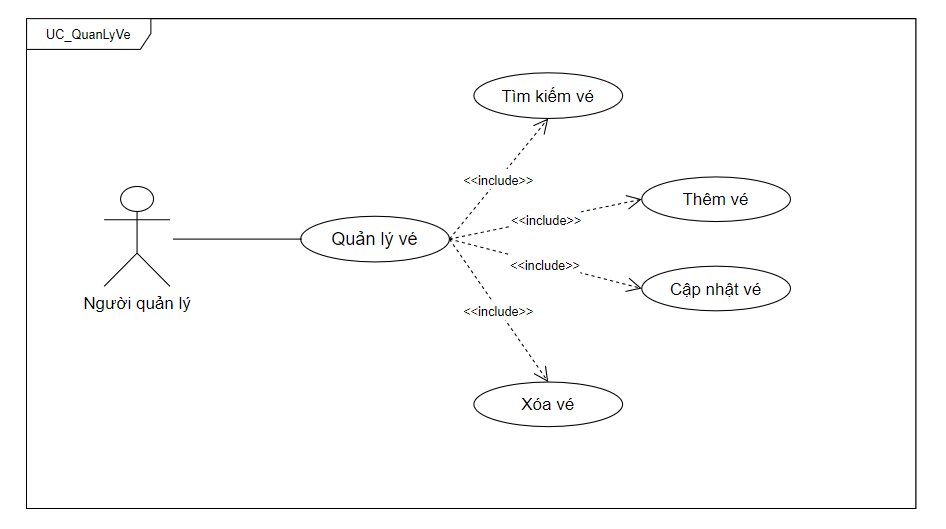 UC_QuanLyVe
Tìm kiếm vé
<<include>>
Thêm vé
<<include>>
Quản lý vé
<<include>>
Cập nhật vé
Người quản lý
<<include>>
Xóa vé